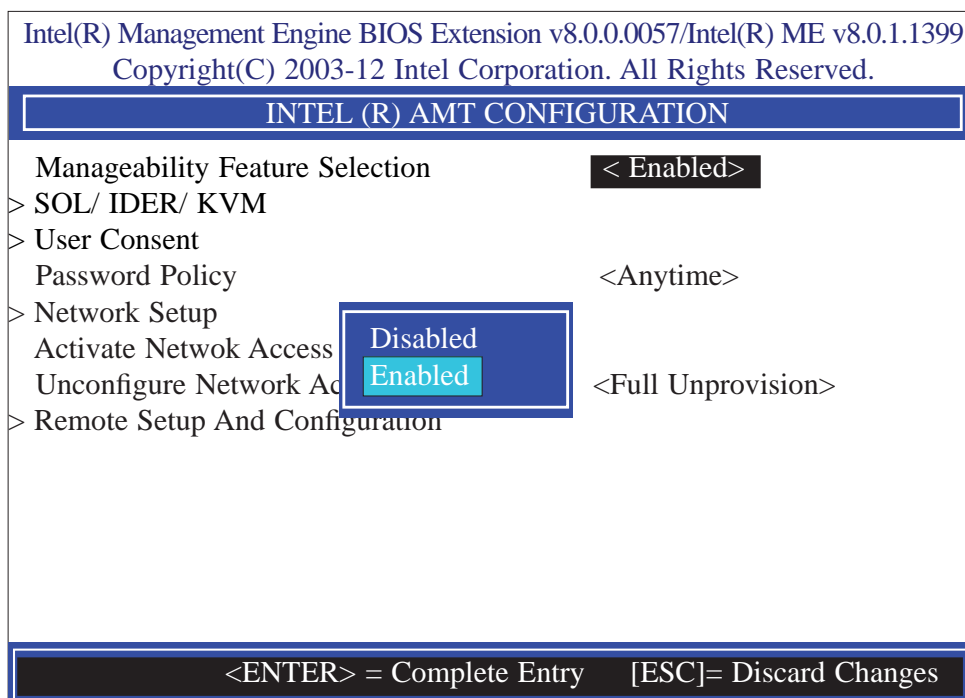 Intel(R) Management Engine BIOS Extension v8.0.0.0057/Intel(R) ME v8.0.1.1399
Copyright(C) 2003-12 Intel Corporation. All Rights Reserved.
INTEL (R) AMT CONFIGURATION
Manageability Feature Selection < Enabled>
> SOL/ IDER/ KVM
> User Consent
Password Policy <Anytime>
> Network Setup
Activate Netwok Access
Unconfigure Network Ac <Full Unprovision>
> Remote Setup And Configuration
Disabled
Enabled
<ENTER> = Complete Entry [ESC]= Discard Changes